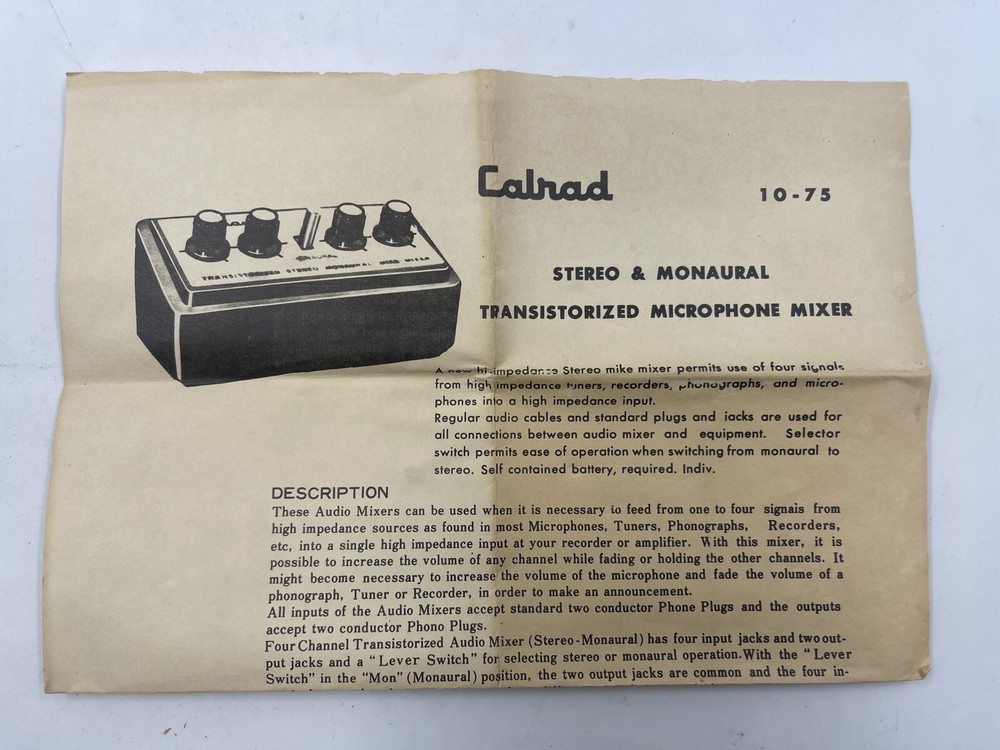 Calrad
10-75
TRANSISTORIZED STEREO MONAURAL MIKE MIXER
STEREO & MONAURAL
TRANSISTORIZED MICROPHONE MIXER
A new hi-impedance Stereo mike mixer permits use of four signals
from high impedance tuners, recorders, phonographs, and micro-
phones into a high impedance input.
Regular audio cables and standard plugs and jacks are used for
all connections between audio mixer and equipment. Selector
switch permits ease of operation when switching from monaural to
stereo. Self contained battery, required. Indiv.
DESCRIPTION
These Audio Mixers can be used when it is necessary to feed from one to four signais from
high impedance sources as found in most Microphones, Tuners, Phonographs, Recorders,
etc, into a single high impedance input at your recorder or amplifier. With this mixer, it is
possible to increase the volume of any channel while fading or holding the other channels. It
might become necessary to increase the volume of the microphone and fade the volume of a
phonograph, Tuner or Recorder, in order to make an announcement.
All inputs of the Audio Mixers accept standard two conductor Phone Plugs and the outputs
accept two conductor Phono Plugs.
Four Channel Transistorized Audio Mixer (Stereo-Monaural) has four input jacks and two out-
put jacks and a "Lever Switch" for selecting stereo or monaural operation.With the "Lever
Switch" in the "Mon" (Monaural) position, the two output jacks are common and the four in-